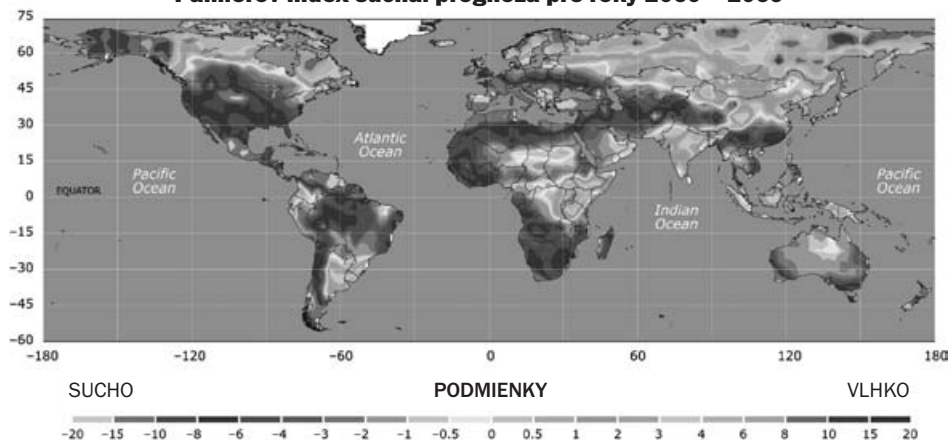 Palmerov index sucha: prognóza pre roky
75
60
45
30
15
0
−15
−30
−45
−60
Atlantic
Ocean
Pacific
Ocean
EQUATOR
Indian
Ocean
Pacific
Ocean
−180 −120 −60 0 60 120 180
SUCHO PODMIENKY VLHKO
−20 −15 −10 −8 −6 −4 −3 −2 −1 −0.5 0 0.5 1 2 3 4 6 8 10 15 20